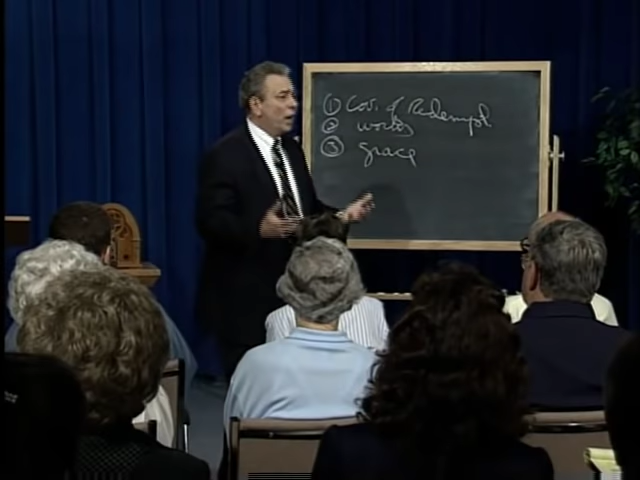 ① Cov. of Redempt
② works
③ grace